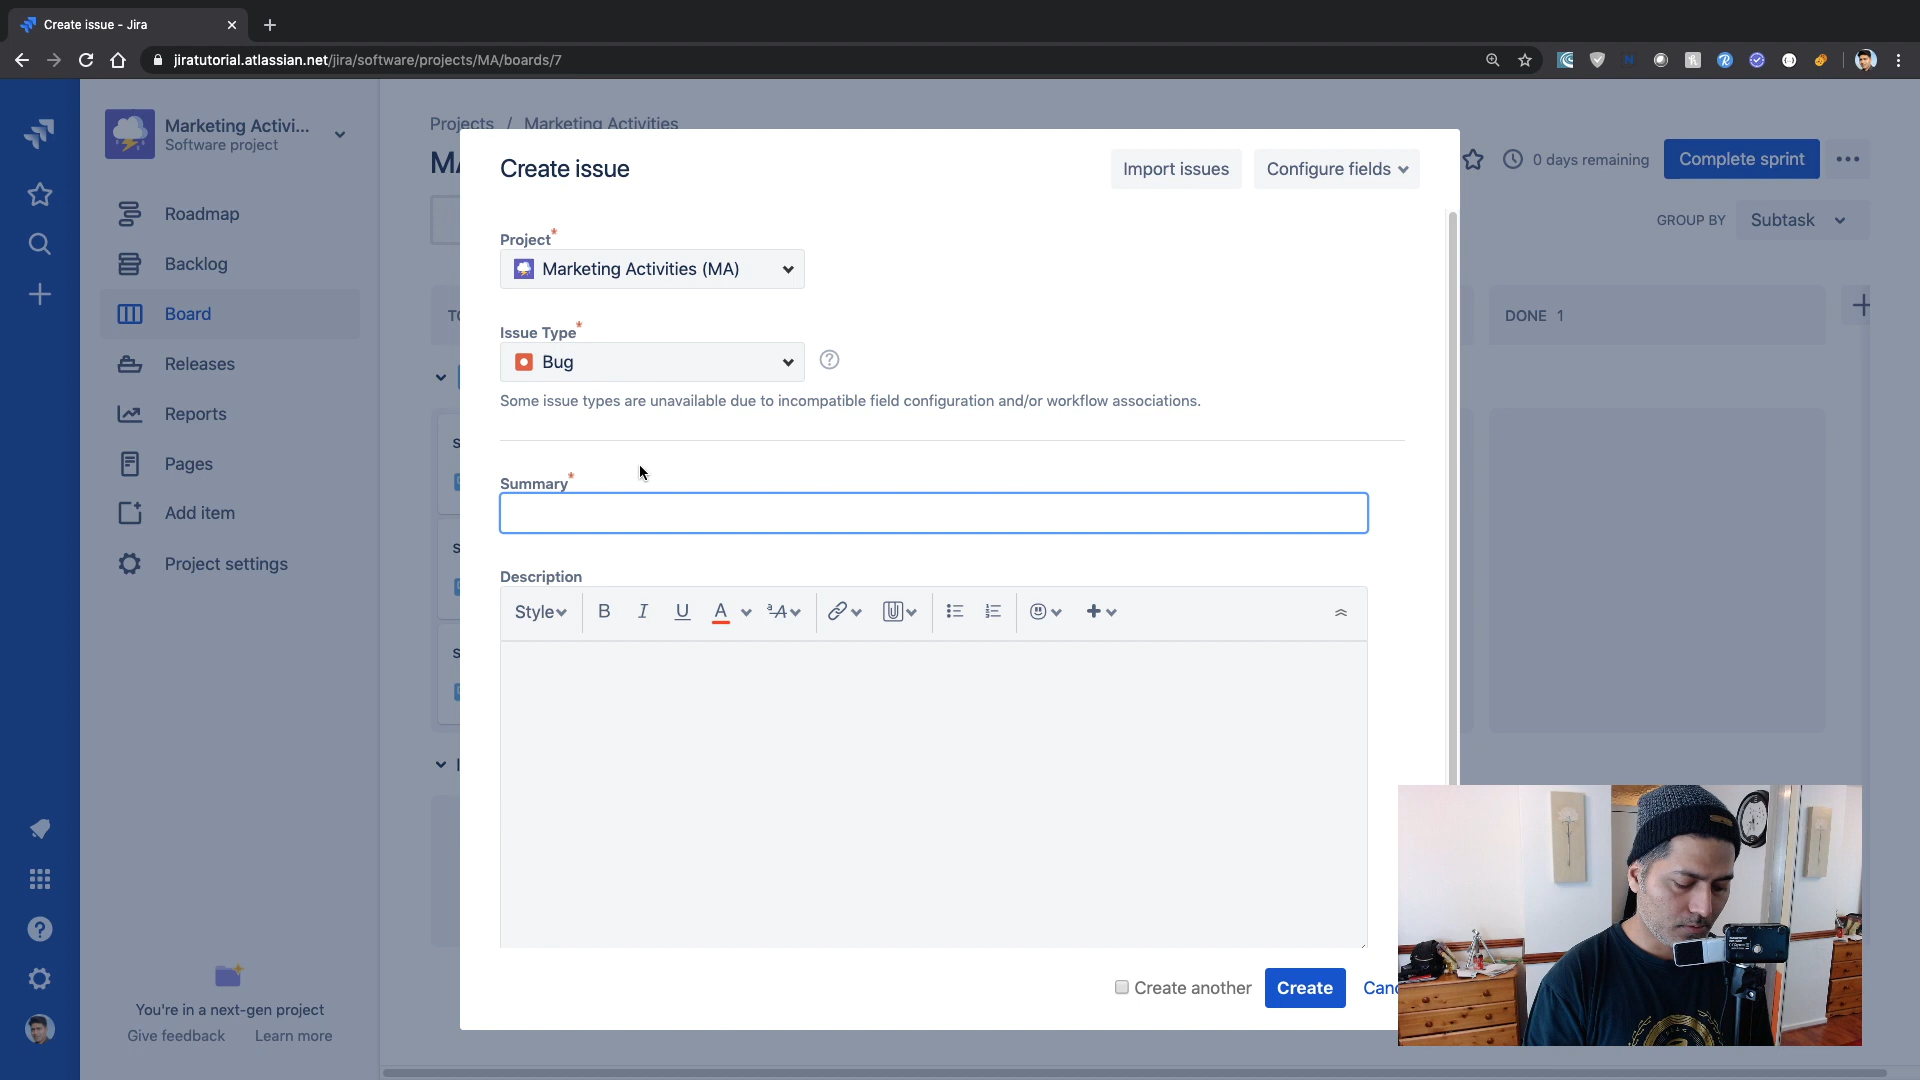 Create issue - Jira
jiratutorial.atlassian.net/jira/software/projects/MA/boards/7
Marketing Activi...
Software project
Roadmap
Backlog
Board
Releases
Reports
Pages
Add item
Project settings
You're in a next-gen project
Give feedback
Learn more
Projects / Marketing Activities
0 days remaining
Complete sprint
GROUP BY
Subtask
DONE 1
Create issue
Import issues
Configure fields
Project*
Marketing Activities (MA)
Issue Type*
Bug
Some issue types are unavailable due to incompatible field configuration and/or workflow associations.
Summary*
Description
Style
B I U A
Create another
Create